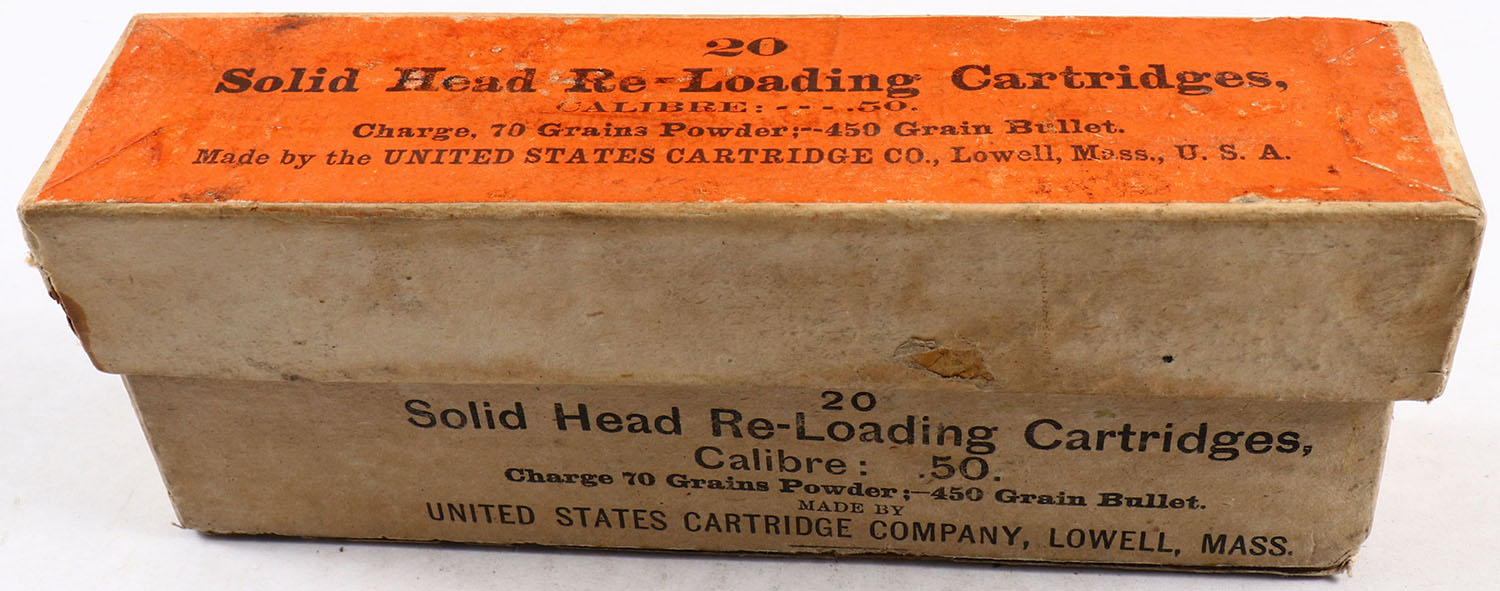 20
Solid Head Re-Loading Cartridges,
CALIBRE: - - - .50.
Charge, 70 Grains Powder;--450 Grain Bullet.
Made by the UNITED STATES CARTRIDGE CO., Lowell, Mass., U. S. A.
20
Solid Head Re-Loading Cartridges,
Calibre: .50.
Charge 70 Grains Powder;—450 Grain Bullet.
MADE BY
UNITED STATES CARTRIDGE COMPANY, LOWELL, MASS.